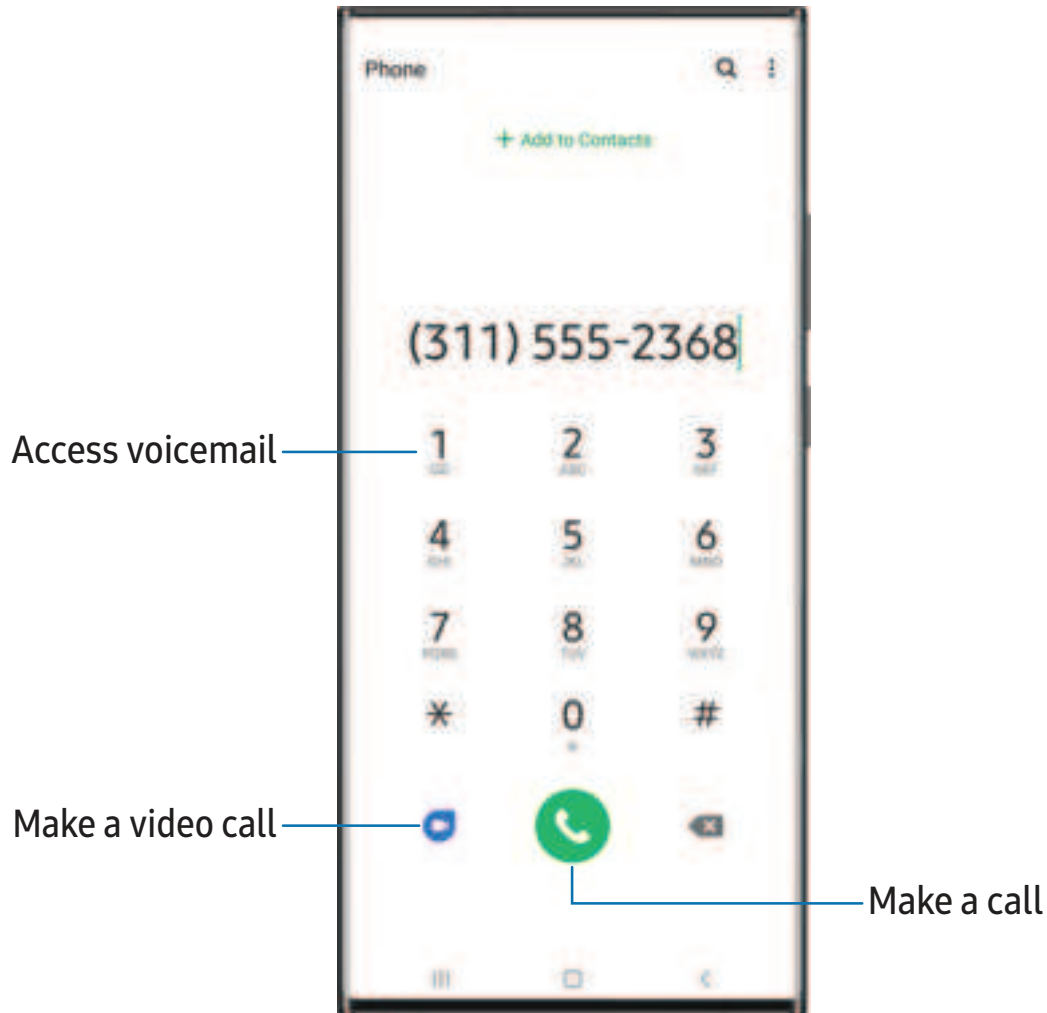 Phone
+ Add to Contacts
(311) 555-2368
Access voicemail
1 2 3
ABC DEF
4 5 6
GHI JKL MNO
7 8 9
PQRS TUV WXYZ
* 0 #
+
Make a video call
Make a call